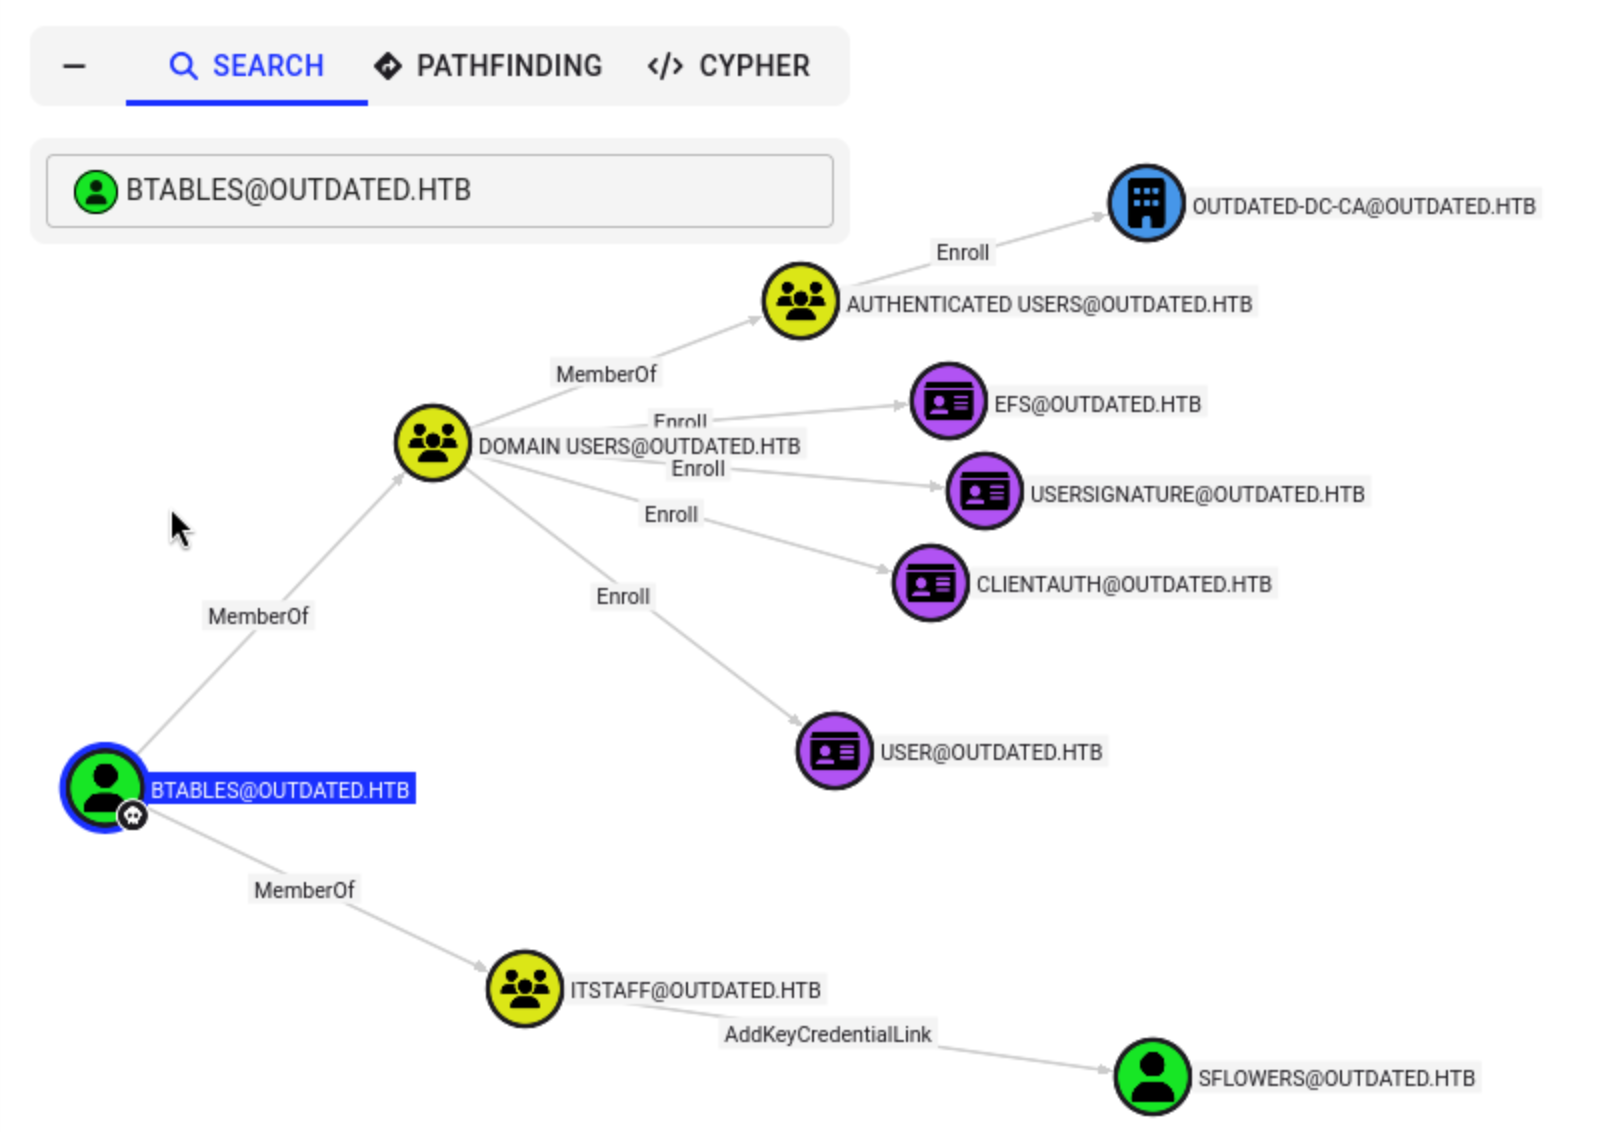 SEARCH
PATHFINDING
</> CYPHER
BTABLES@OUTDATED.HTB
OUTDATED-DC-CA@OUTDATED.HTB
Enroll
AUTHENTICATED USERS@OUTDATED.HTB
MemberOf
EFS@OUTDATED.HTB
Enroll
DOMAIN USERS@OUTDATED.HTB
Enroll
USERSIGNATURE@OUTDATED.HTB
Enroll
CLIENTAUTH@OUTDATED.HTB
Enroll
MemberOf
USER@OUTDATED.HTB
BTABLES@OUTDATED.HTB
MemberOf
ITSTAFF@OUTDATED.HTB
AddKeyCredentialLink
SFLOWERS@OUTDATED.HTB